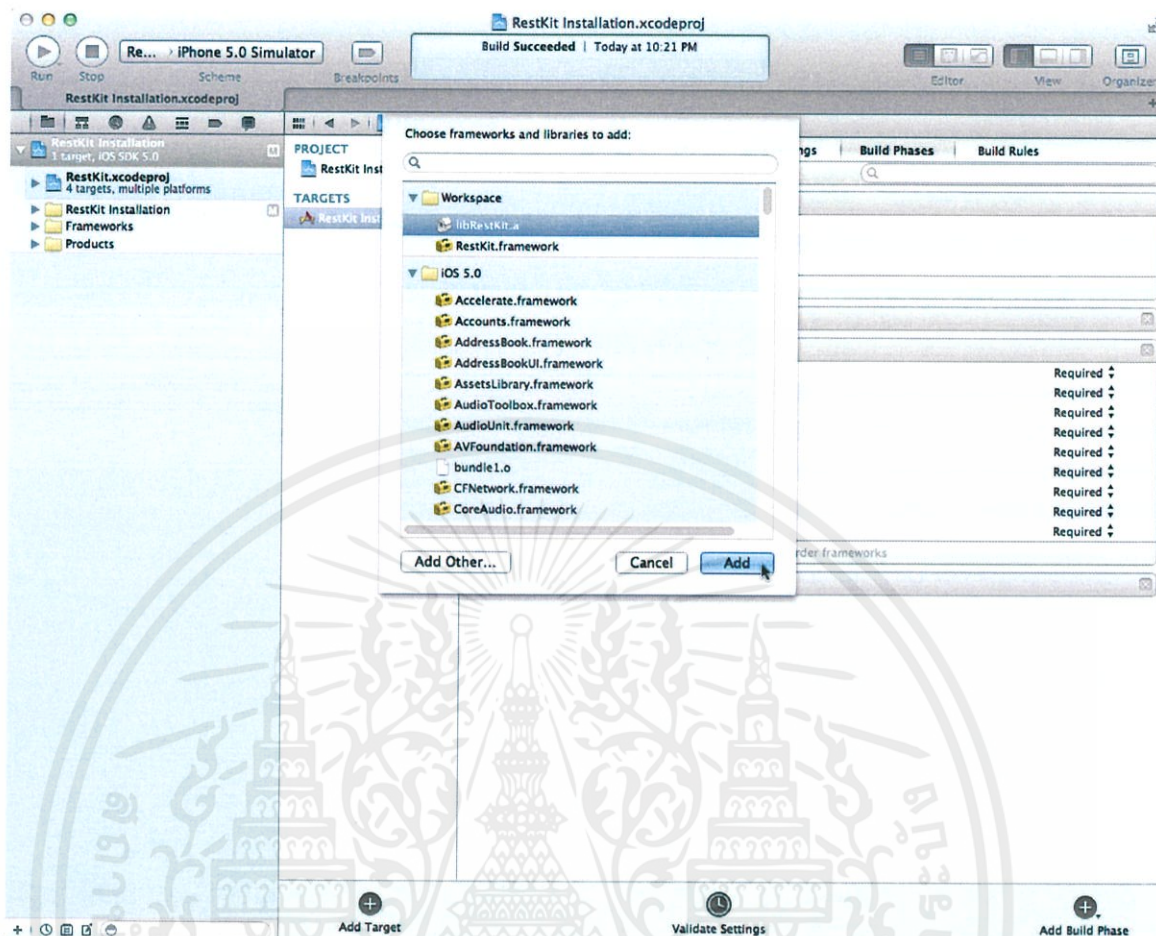 RestKit Installation.xcodeproj
Re... › iPhone 5.0 Simulator
Build Succeeded | Today at 10:21 PM
Run
Stop
Scheme
Breakpoints
Editor
View
Organizer
RestKit Installation.xcodeproj
RestKit Installation
1 target, iOS SDK 5.0
M
RestKit.xcodeproj
4 targets, multiple platforms
RestKit Installation
M
Frameworks
Products
PROJECT
RestKit Inst
TARGETS
RestKit Inst
Choose frameworks and libraries to add:
Workspace
libRestKit.a
RestKit.framework
iOS 5.0
Accelerate.framework
Accounts.framework
AddressBook.framework
AddressBookUI.framework
AssetsLibrary.framework
AudioToolbox.framework
AudioUnit.framework
AVFoundation.framework
bundle1.o
CFNetwork.framework
CoreAudio.framework
Add Other...
Cancel
Add
ngs
Build Phases
Build Rules
Required
Required
Required
Required
Required
Required
Required
Required
Required
rder frameworks
Add Target
Validate Settings
Add Build Phase